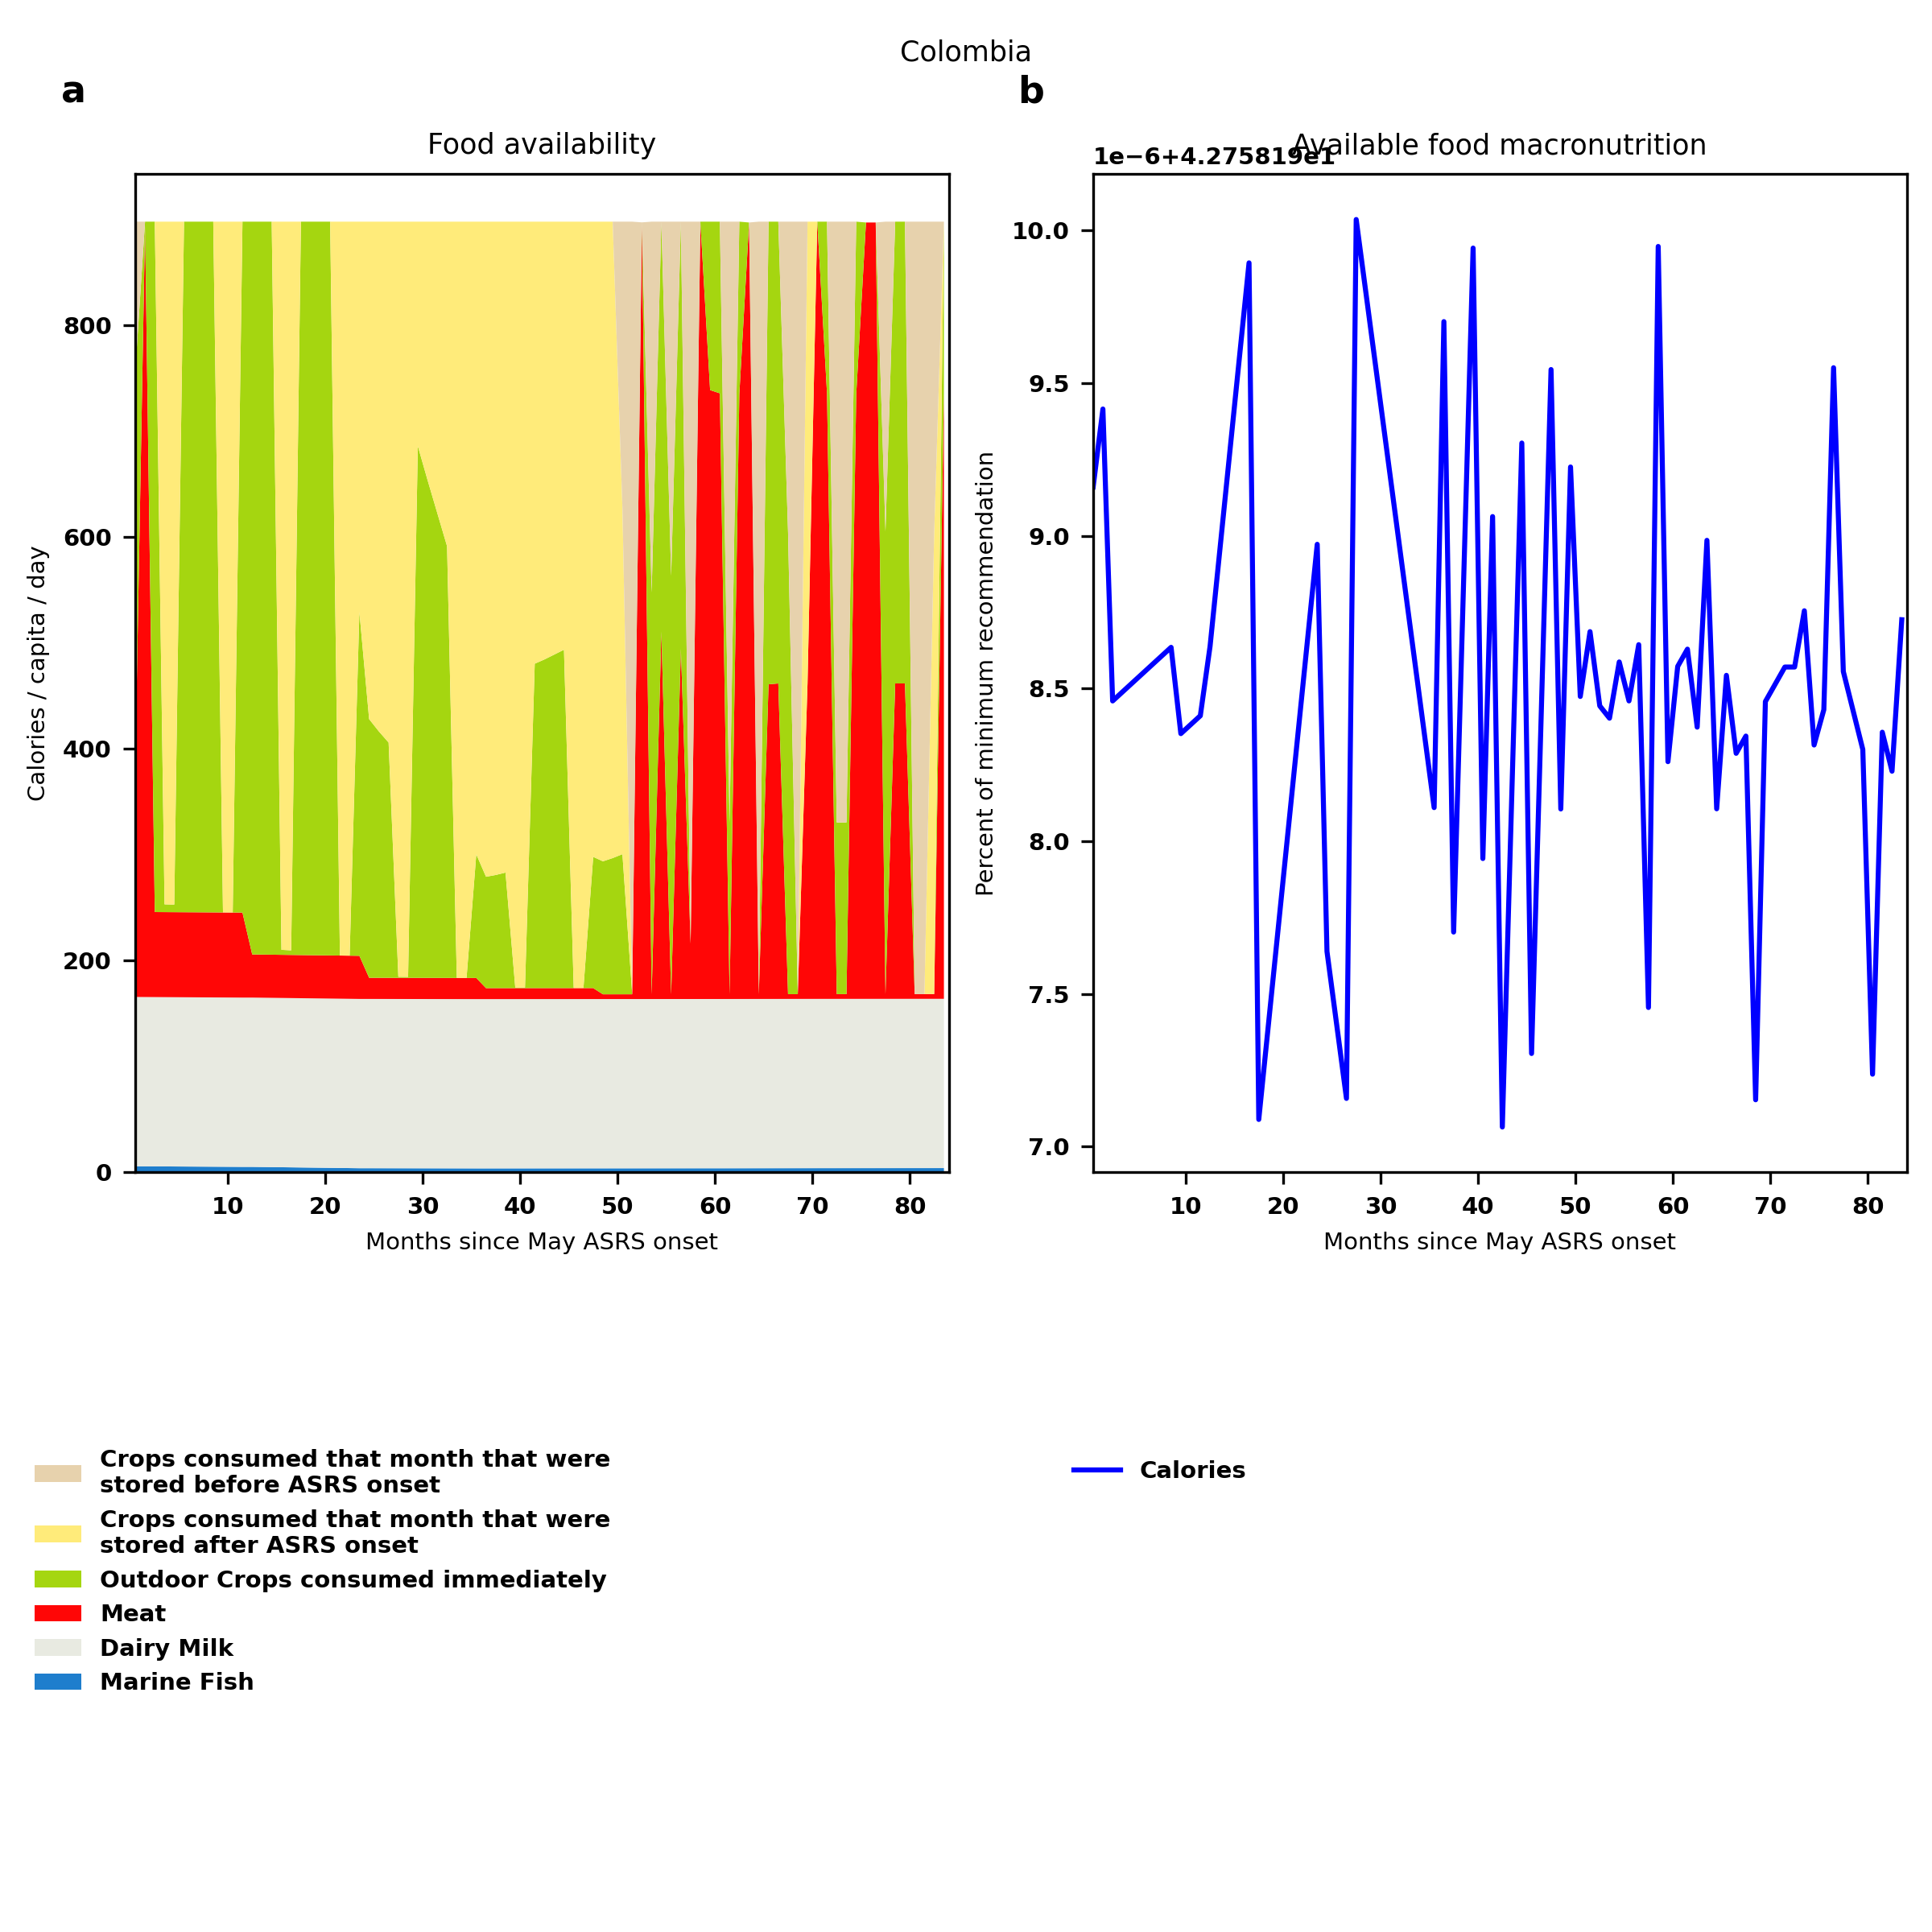 Colombia
a
b
Food availability
Available food macronutrition
1e−6+4.275819e1
Calories / capita / day
800
600
400
200
0
10 20 30 40 50 60 70 80
Months since May ASRS onset
Percent of minimum recommendation
10.0
9.5
9.0
8.5
8.0
7.5
7.0
10 20 30 40 50 60 70 80
Months since May ASRS onset
Crops consumed that month that were
stored before ASRS onset
Crops consumed that month that were
stored after ASRS onset
Outdoor Crops consumed immediately
Meat
Dairy Milk
Marine Fish
Calories